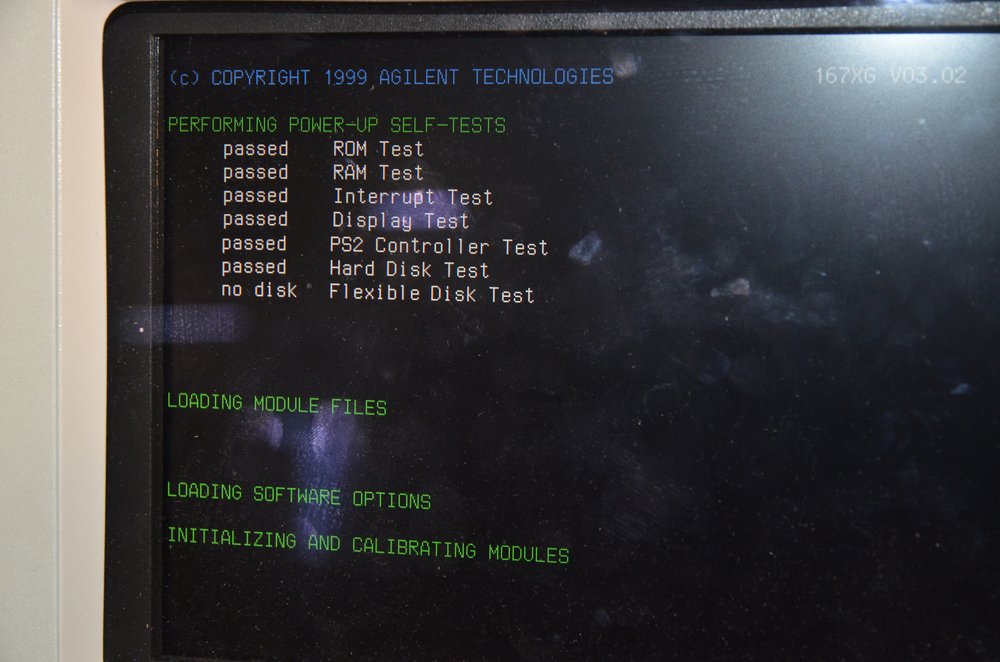 (c) COPYRIGHT 1999 AGILENT TECHNOLOGIES 167XG V03.02
PERFORMING POWER-UP SELF-TESTS
passed ROM Test
passed RAM Test
passed Interrupt Test
passed Display Test
passed PS2 Controller Test
passed Hard Disk Test
no disk Flexible Disk Test
LOADING MODULE FILES
LOADING SOFTWARE OPTIONS
INITIALIZING AND CALIBRATING MODULES